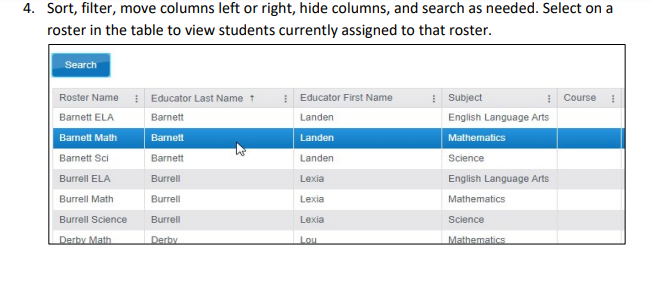 4. Sort, filter, move columns left or right, hide columns, and search as needed. Select on a
roster in the table to view students currently assigned to that roster.
Search
Roster Name Educator Last Name ↑ Educator First Name Subject Course
Barnett ELA Barnett Landen English Language Arts
Barnett Math Barnett Landen Mathematics
Barnett Sci Barnett Landen Science
Burrell ELA Burrell Lexia English Language Arts
Burrell Math Burrell Lexia Mathematics
Burrell Science Burrell Lexia Science
Derby Math Derby Lou Mathematics